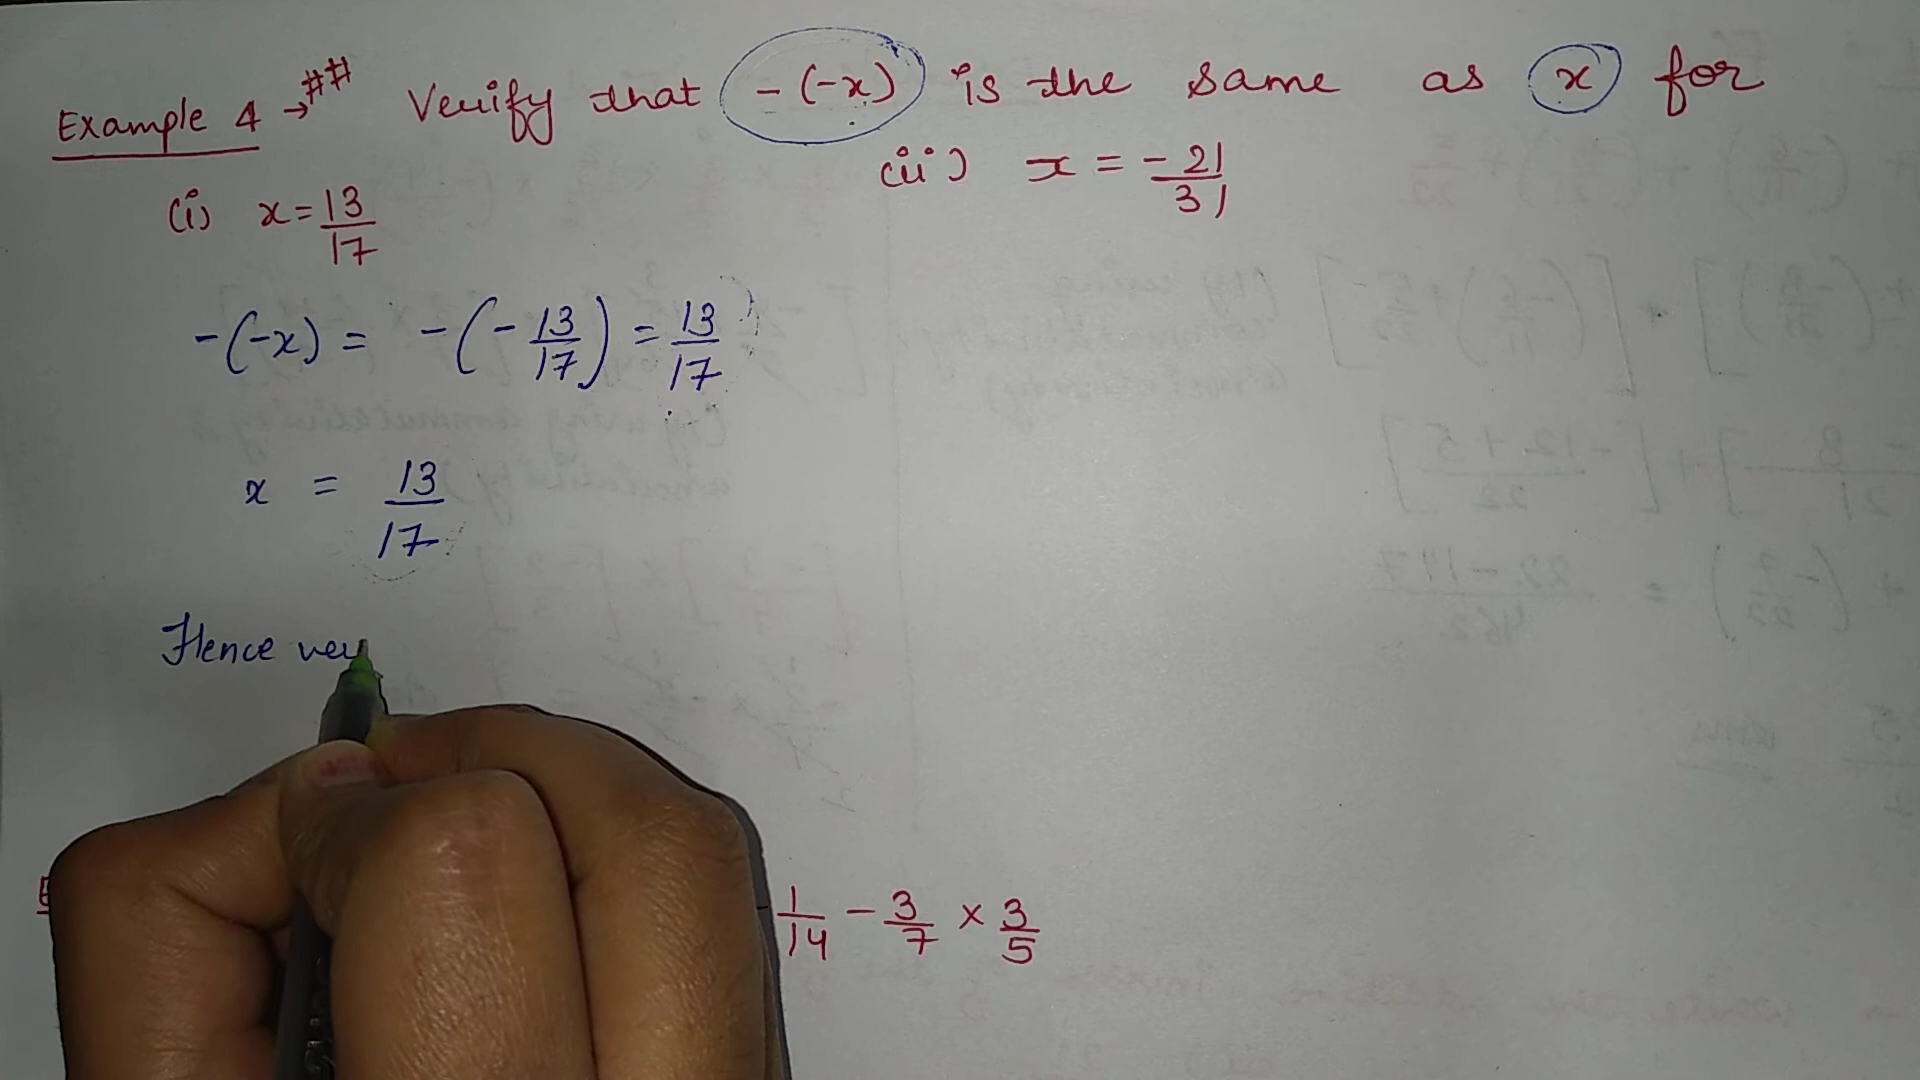 Example 4 → ## Verify that -(-x) is the same as x for
(i) x = 13/17 (ii) x = -21/31
-(-x) = -(-13/17) = 13/17
x = 13/17
Hence ver
1/14 - 3/7 × 3/5